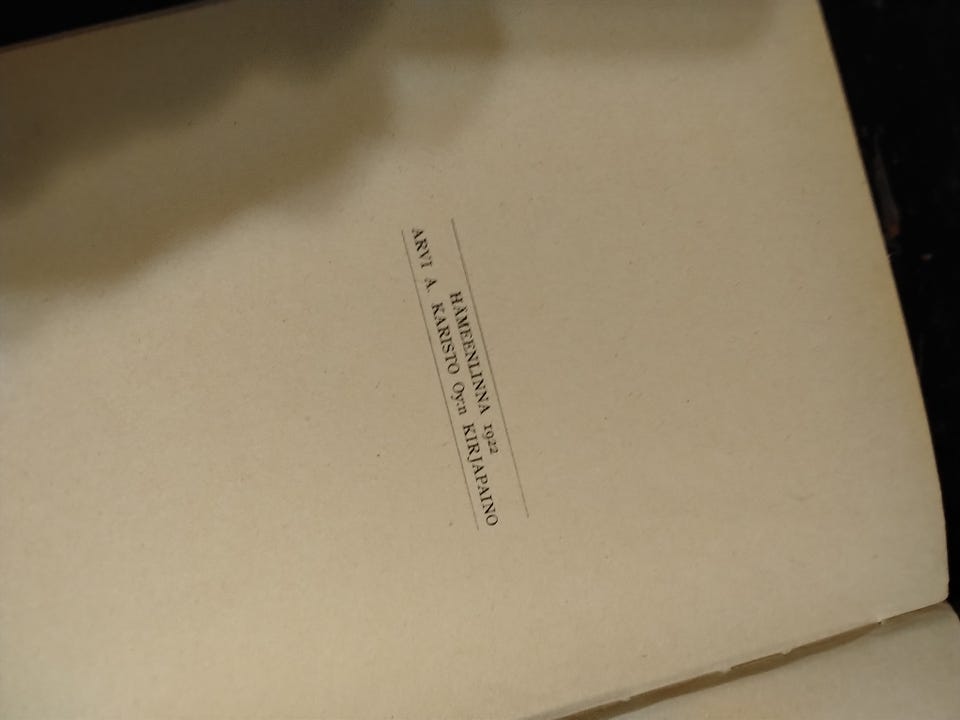 HÄMEENLINNA 1922
ARVI A. KARISTO Oy:n KIRJAPAINO